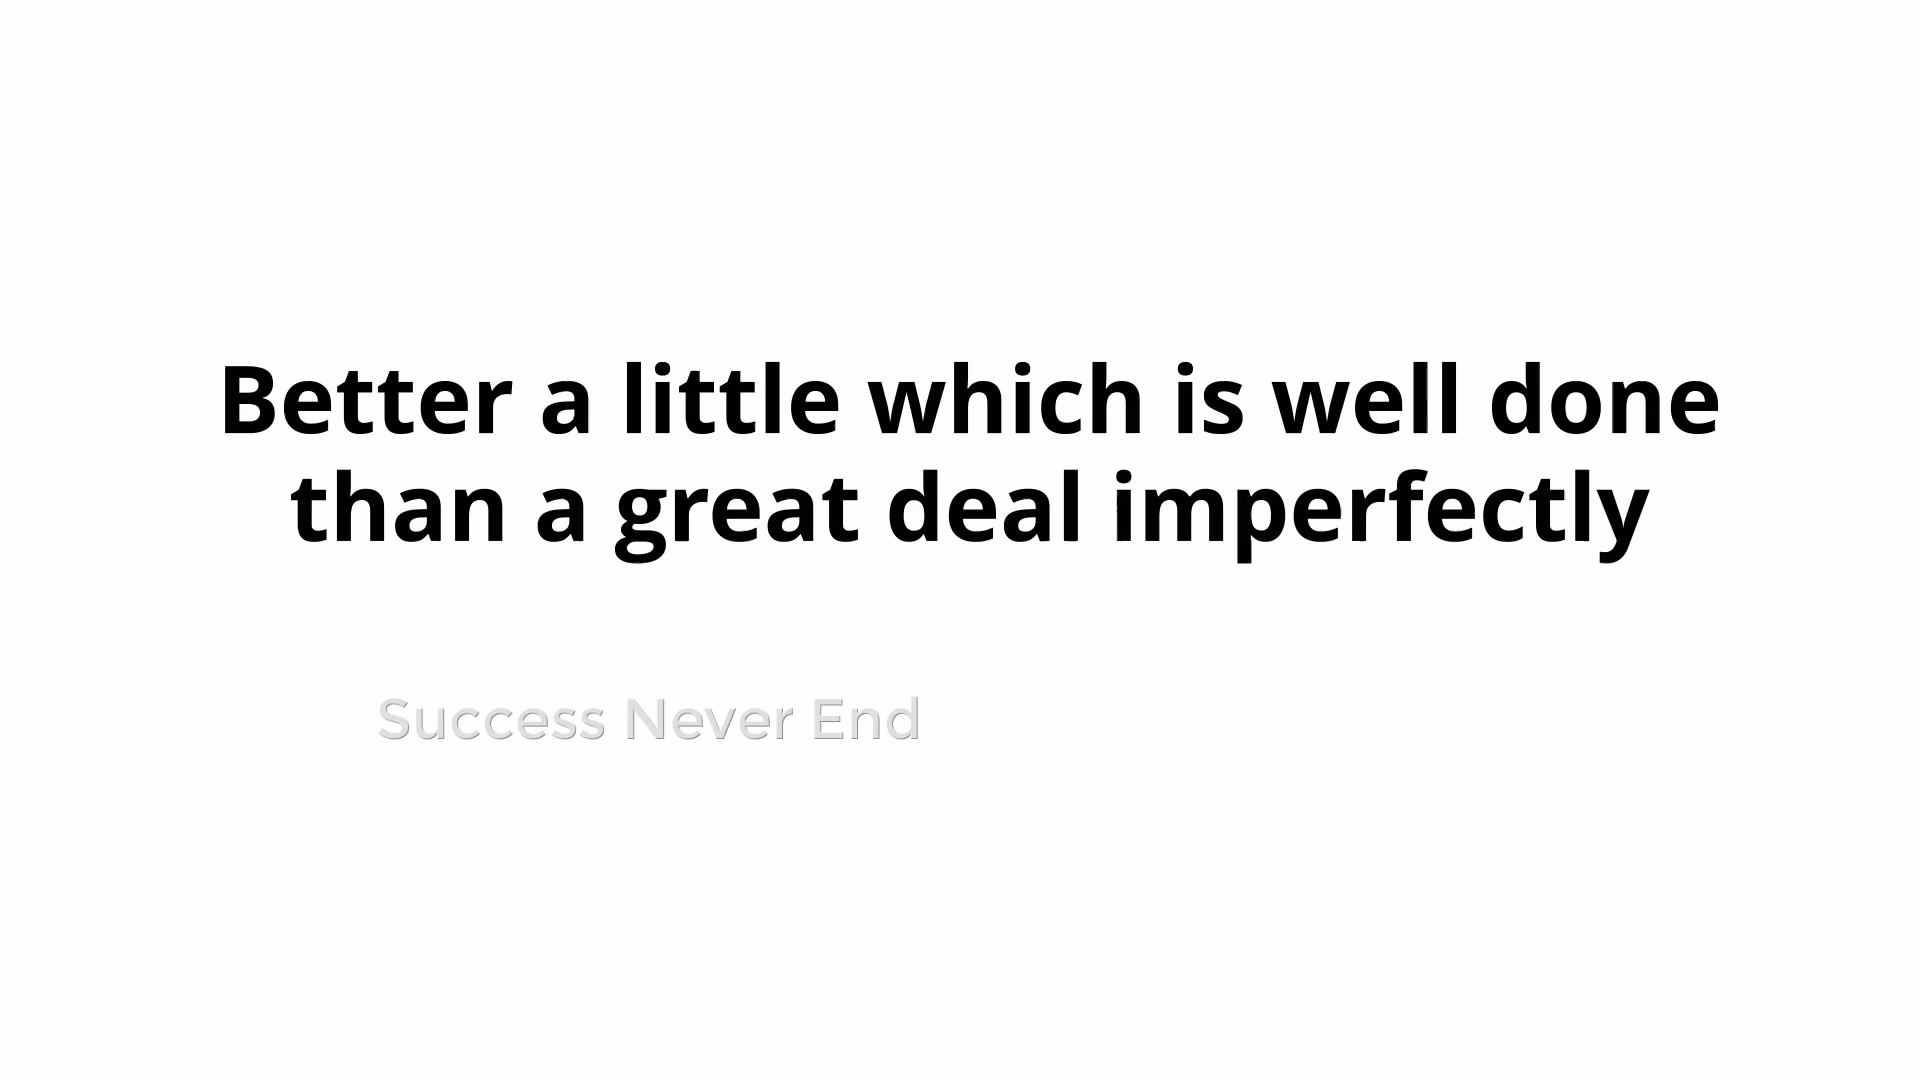 Better a little which is well done
than a great deal imperfectly
Success Never End